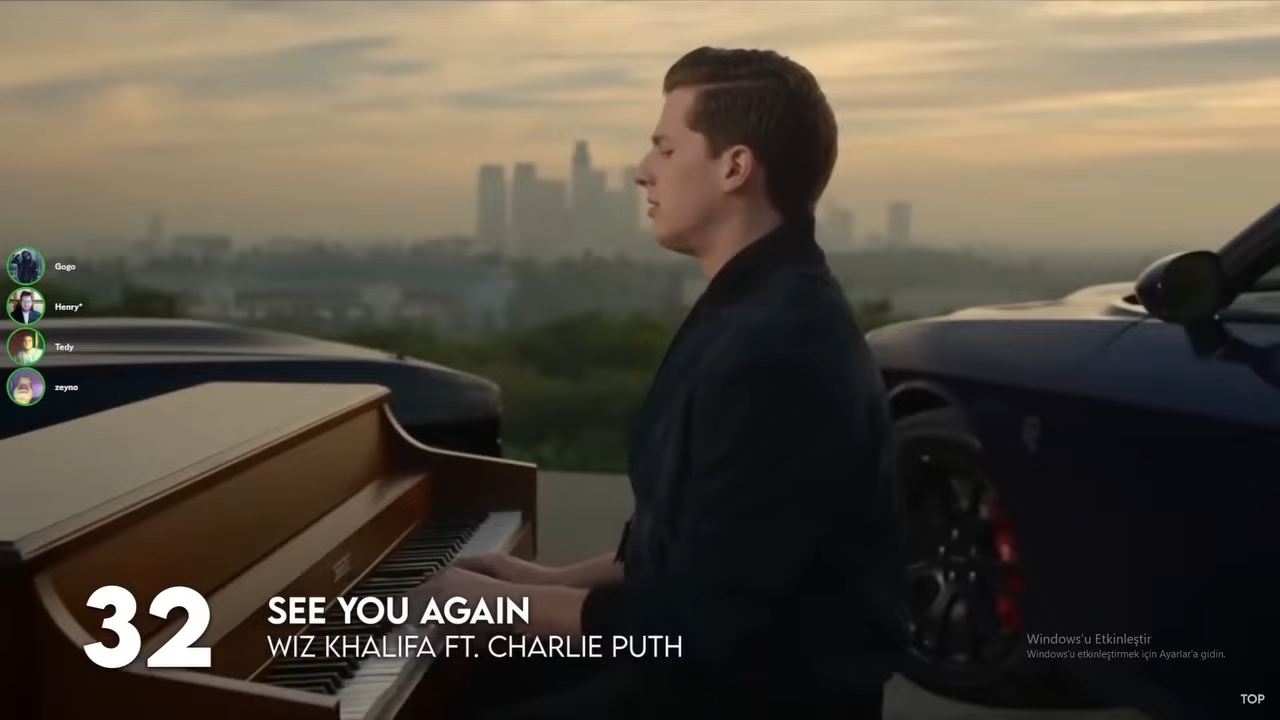 Gogo
Henry*
Tedy
zeyno
32
SEE YOU AGAIN
WIZ KHALIFA FT. CHARLIE PUTH
Windows'u Etkinleştir
Windows'u etkinleştirmek için Ayarlar'a gidin.
TOP